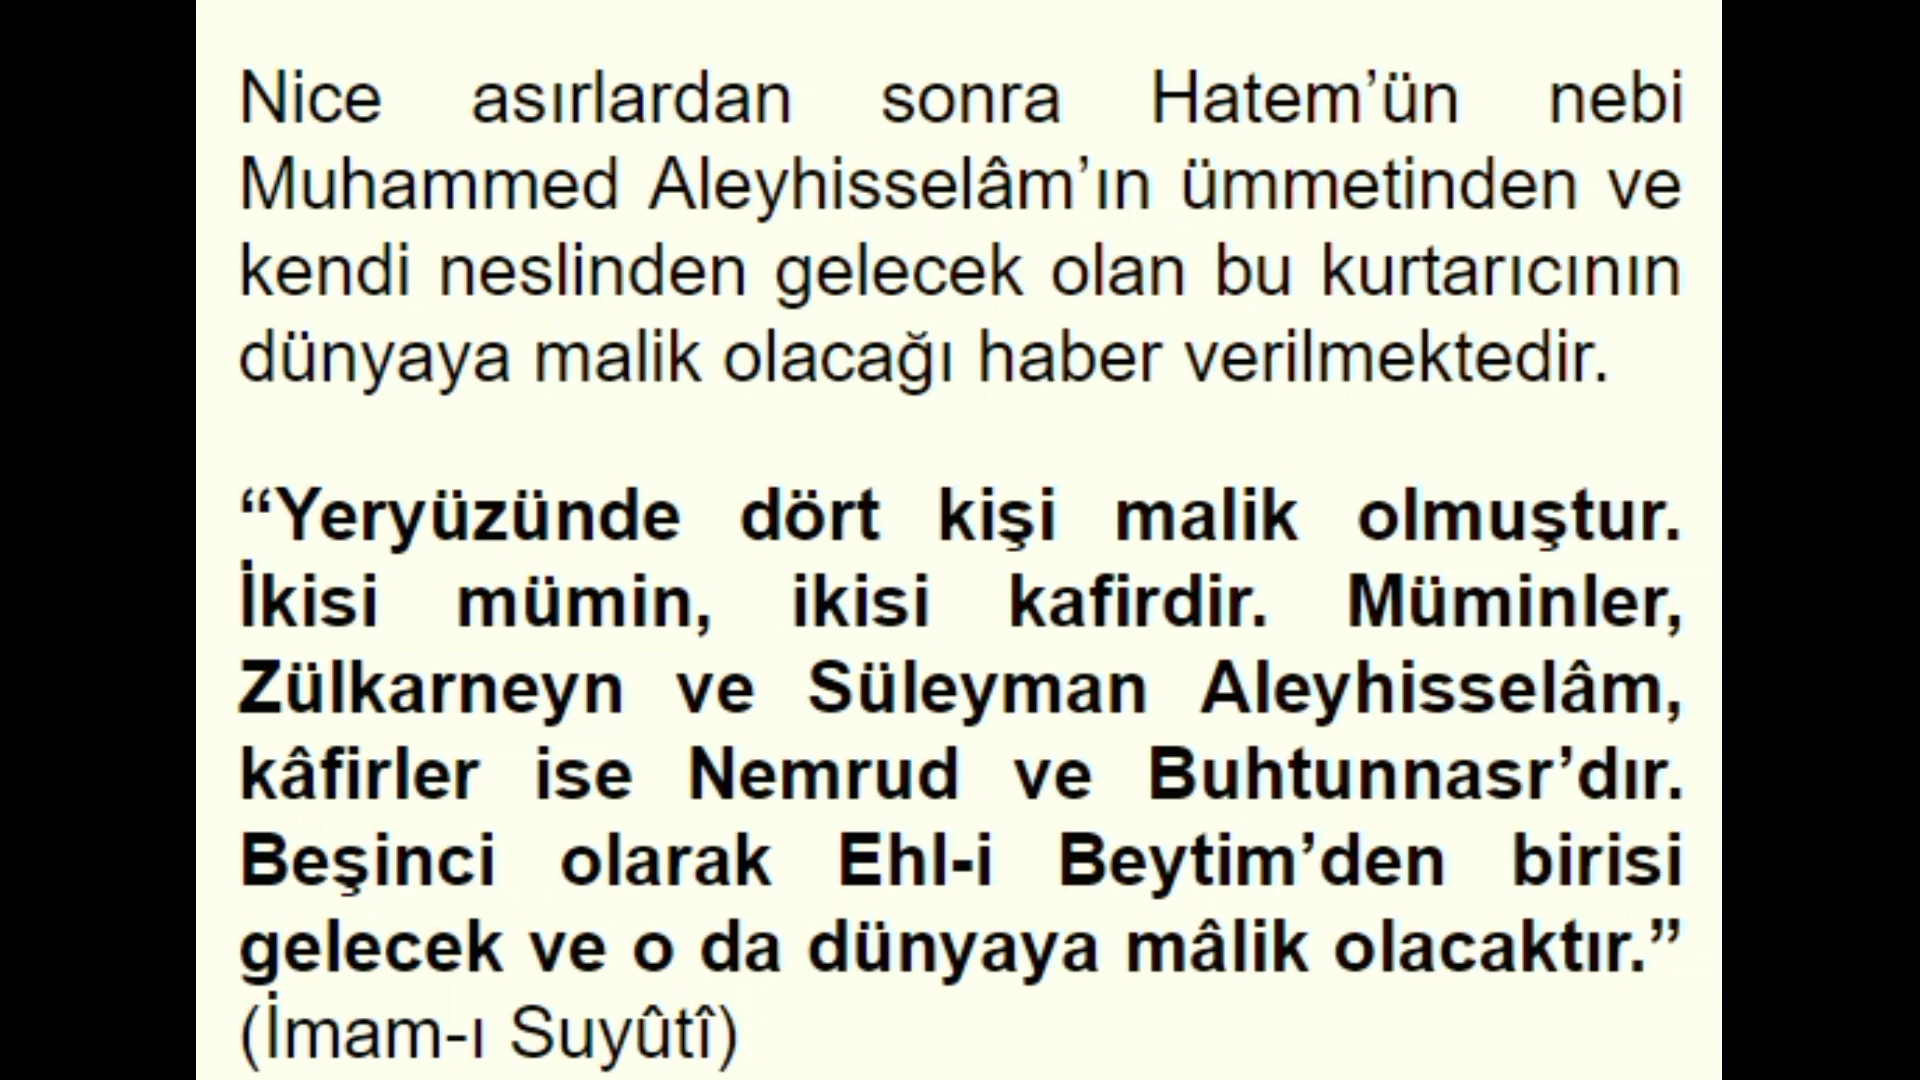 Nice asırlardan sonra Hatem’ün nebi
Muhammed Aleyhisselâm’ın ümmetinden ve
kendi neslinden gelecek olan bu kurtarıcının
dünyaya malik olacağı haber verilmektedir.
“Yeryüzünde dört kişi malik olmuştur.
İkisi mümin, ikisi kafirdir. Müminler,
Zülkarneyn ve Süleyman Aleyhisselâm,
kâfirler ise Nemrud ve Buhtunnasr’dır.
Beşinci olarak Ehl-i Beytim’den birisi
gelecek ve o da dünyaya mâlik olacaktır.”
(İmam-ı Suyûtî)